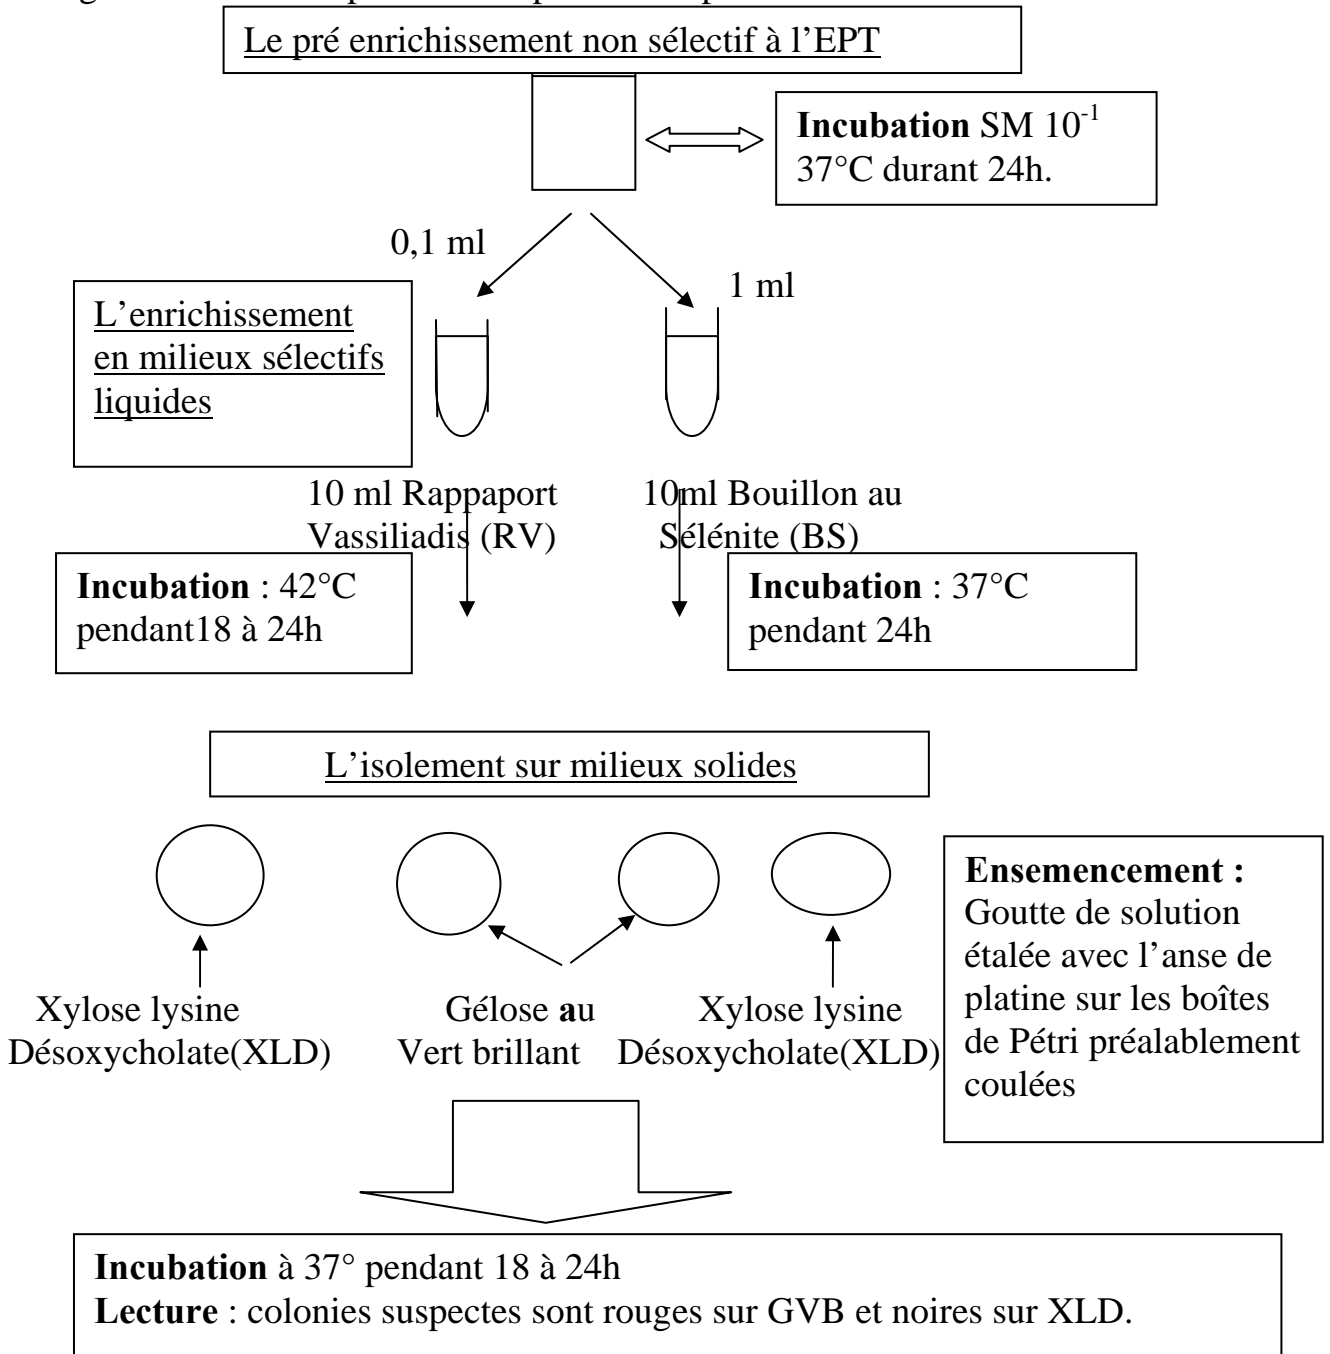 Le pré enrichissement non sélectif à l’EPT
Incubation SM 10⁻¹
37°C durant 24h.
0,1 ml
1 ml
L’enrichissement
en milieux sélectifs
liquides
10 ml Rappaport
Vassiliadis (RV)
10ml Bouillon au
Sélénite (BS)
Incubation : 42°C
pendant18 à 24h
Incubation : 37°C
pendant 24h
L’isolement sur milieux solides
Ensemencement :
Goutte de solution
étalée avec l’anse de
platine sur les boîtes
de Pétri préalablement
coulées
Xylose lysine
Désoxycholate(XLD)
Gélose au
Vert brillant
Xylose lysine
Désoxycholate(XLD)
Incubation à 37° pendant 18 à 24h
Lecture : colonies suspectes sont rouges sur GVB et noires sur XLD.